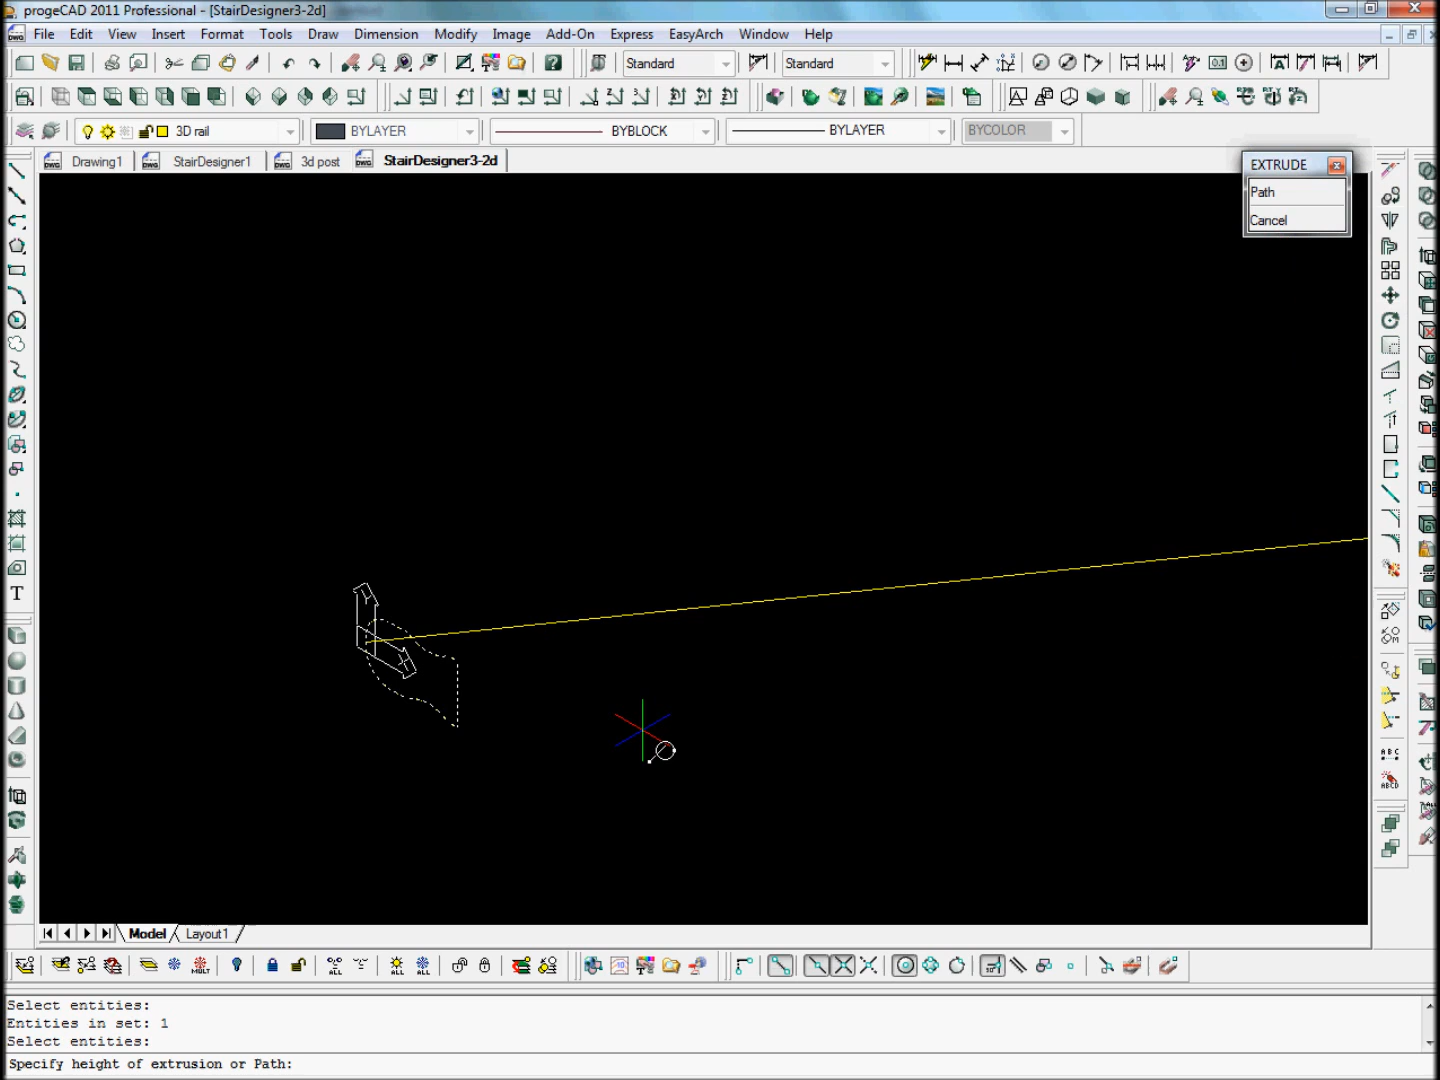 progeCAD 2011 Professional - [StairDesigner3-2d]
File Edit View Insert Format Tools Draw Dimension Modify Image Add-On Express EasyArch Window Help
Standard Standard
3D rail BYLAYER BYBLOCK BYLAYER BYCOLOR
Drawing1 StairDesigner1 3d post StairDesigner3-2d
EXTRUDE
Path
Cancel
T
Y
X
Model Layout1
Select entities:
Entities in set: 1
Select entities:
Specify height of extrusion or Path: